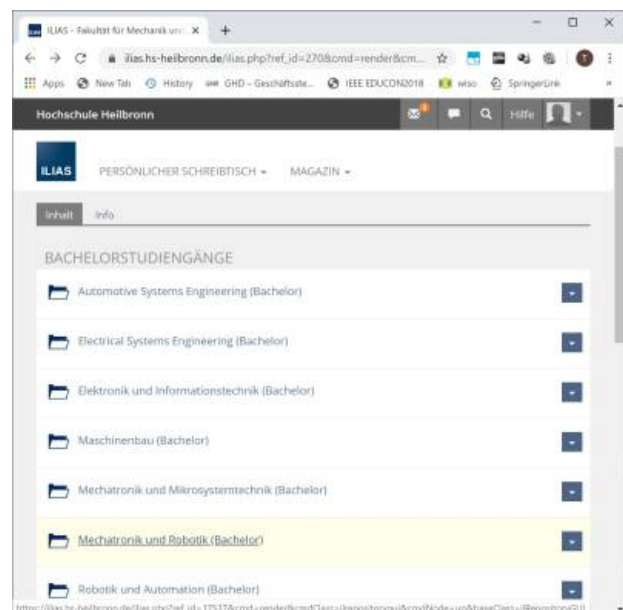 ILIAS - Fakultät für Mechanik und
ilias.hs-heilbronn.de/ilias.php?ref_id=270&cmd=render&cm...
Apps New Tab History GHD - Geschäftsste... IEEE EDUCON2018 wiso SpringerLink »
Hochschule Heilbronn Hilfe
ILIAS PERSÖNLICHER SCHREIBTISCH MAGAZIN
Inhalt Info
BACHELORSTUDIENGÄNGE
Automotive Systems Engineering (Bachelor)
Electrical Systems Engineering (Bachelor)
Elektronik und Informationstechnik (Bachelor)
Maschinenbau (Bachelor)
Mechatronik und Mikrosystemtechnik (Bachelor)
Mechatronik und Robotik (Bachelor)
Robotik und Automation (Bachelor)